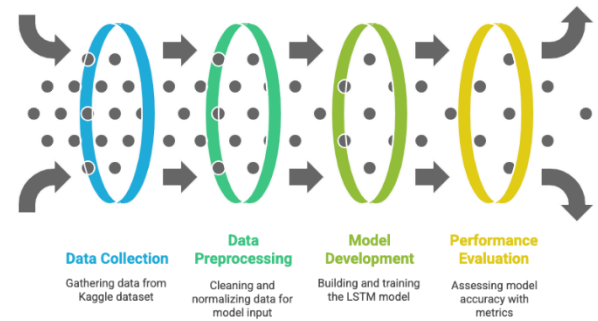 Data Collection
Gathering data from
Kaggle dataset
Data
Preprocessing
Cleaning and
normalizing data for
model input
Model
Development
Building and training
the LSTM model
Performance
Evaluation
Assessing model
accuracy with
metrics